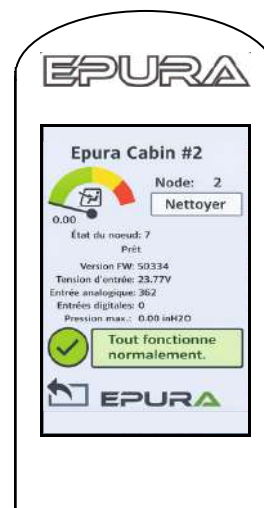 EPURA
Epura Cabin #2
Node: 2
Nettoyer
0.00
État du noeud: 7
Prêt
Version FW: 50334
Tension d'entrée: 23.77V
Entrée analogique: 362
Entrées digitales: 0
Pression max.: 0.00 inH2O
Tout fonctionne
normalement.
EPURA